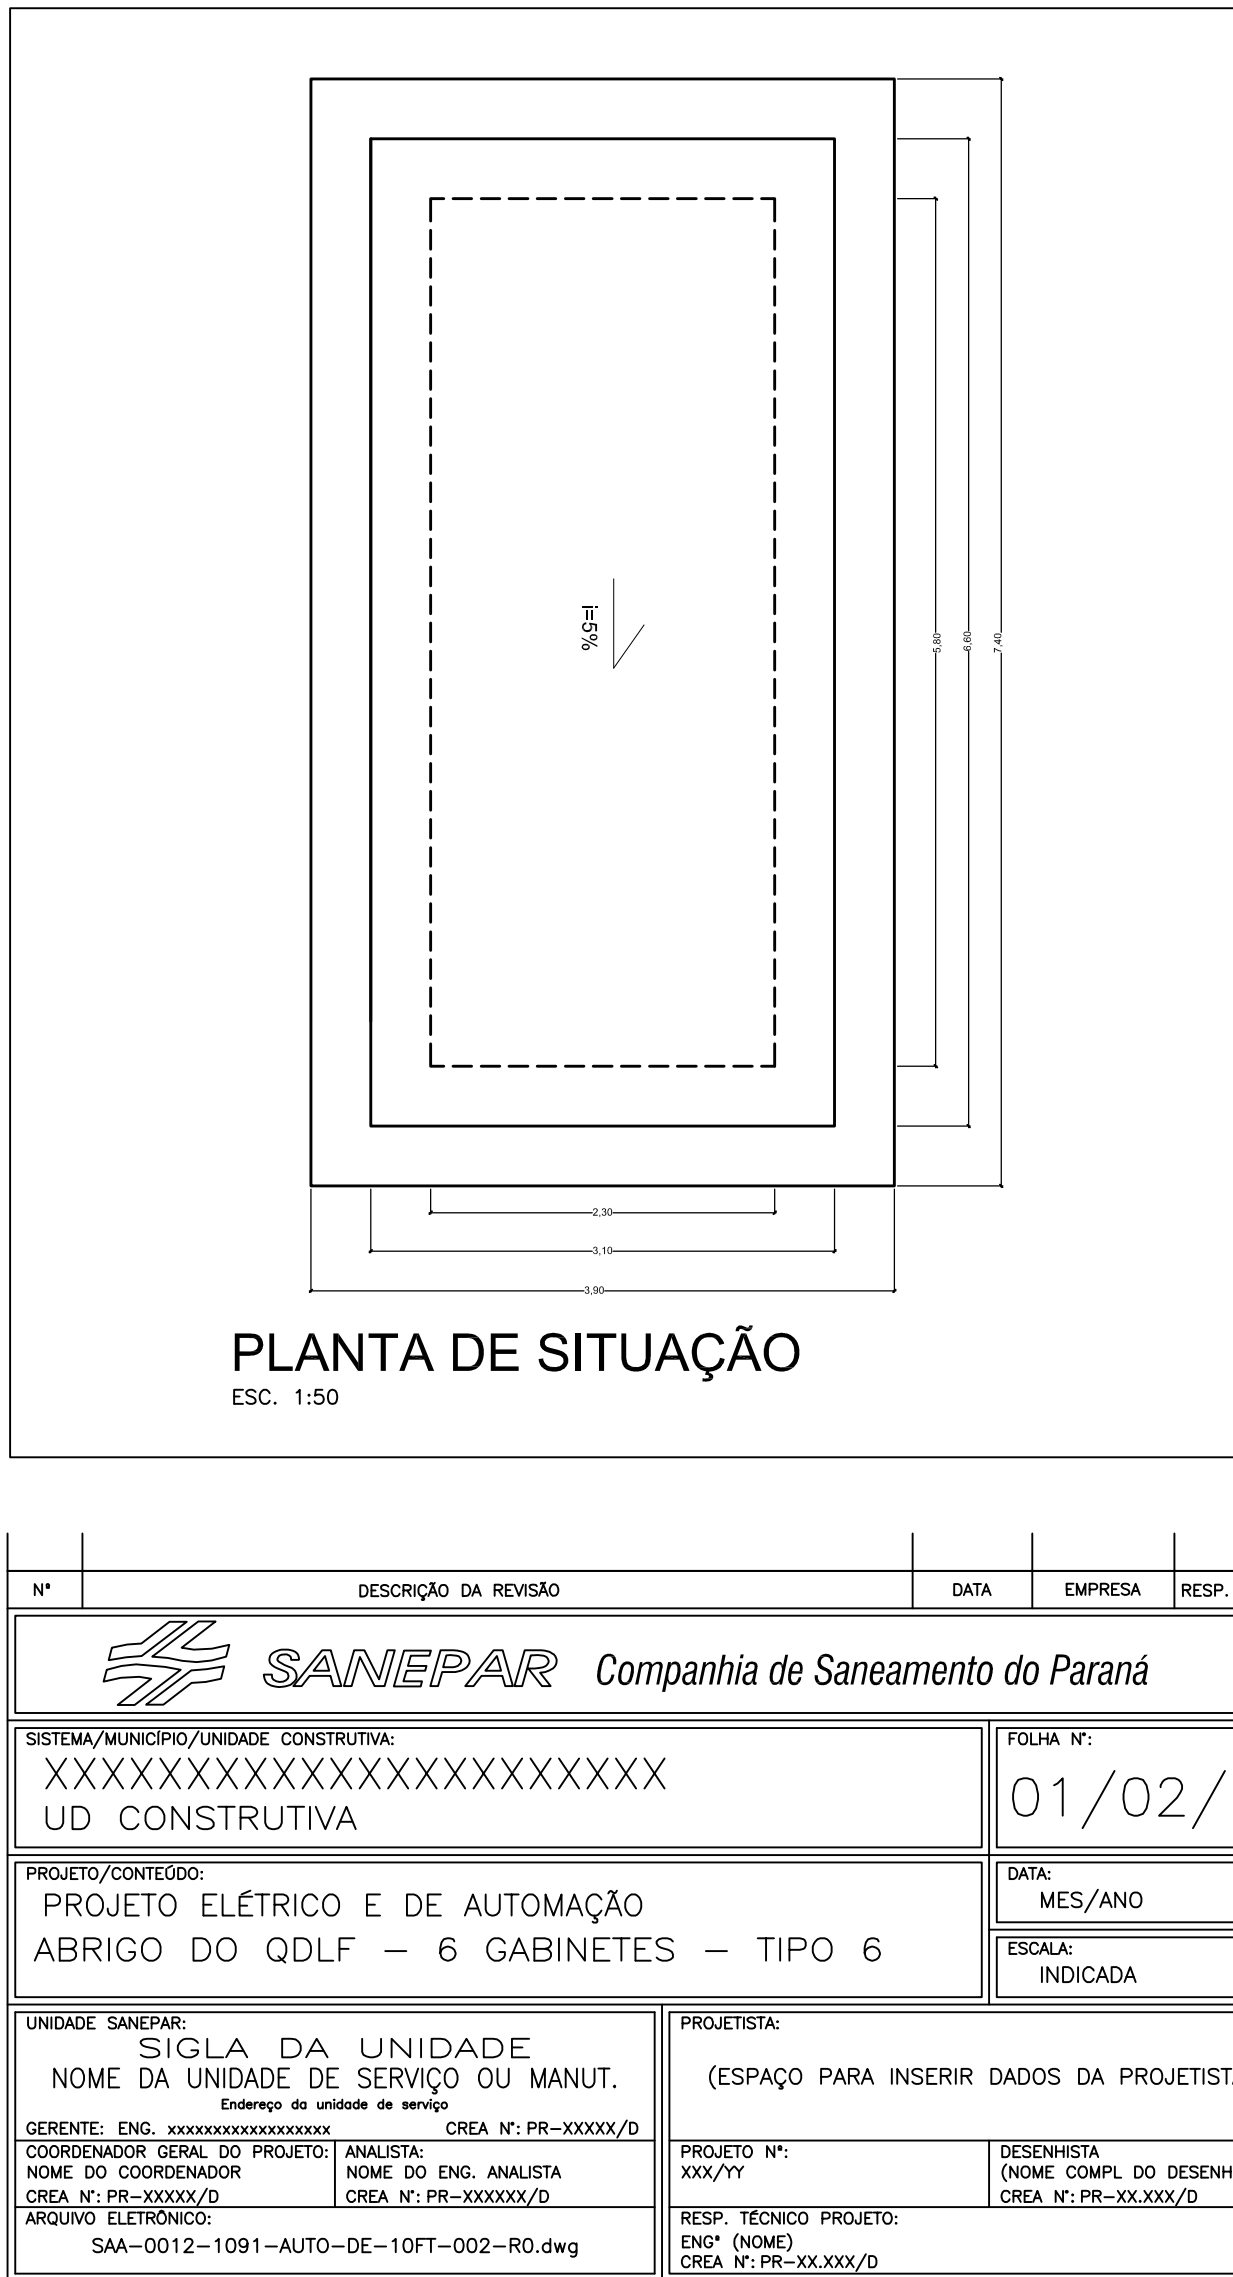 i=5%
5,80
6,60
7,40
2,30
3,10
3,90
PLANTA DE SITUAÇÃO
ESC. 1:50
Nº DESCRIÇÃO DA REVISÃO DATA EMPRESA RESP.
SANEPAR Companhia de Saneamento do Paraná
SISTEMA/MUNICÍPIO/UNIDADE CONSTRUTIVA:
XXXXXXXXXXXXXXXXXXXXXX
UD CONSTRUTIVA
FOLHA N°:
01/02/
PROJETO/CONTEÚDO:
PROJETO ELÉTRICO E DE AUTOMAÇÃO
ABRIGO DO QDLF – 6 GABINETES – TIPO 6
DATA:
MES/ANO
ESCALA:
INDICADA
UNIDADE SANEPAR:
SIGLA DA UNIDADE
NOME DA UNIDADE DE SERVIÇO OU MANUT.
Endereço da unidade de serviço
GERENTE: ENG. xxxxxxxxxxxxxxxxxx CREA N°: PR–XXXXX/D
PROJETISTA:
(ESPAÇO PARA INSERIR DADOS DA PROJETIST
COORDENADOR GERAL DO PROJETO:
NOME DO COORDENADOR
CREA N°: PR–XXXXX/D
ANALISTA:
NOME DO ENG. ANALISTA
CREA N°: PR–XXXXXX/D
PROJETO Nº:
XXX/YY
DESENHISTA
(NOME COMPL DO DESENH
CREA N°: PR–XX.XXX/D
ARQUIVO ELETRÔNICO:
SAA–0012–1091–AUTO–DE–10FT–002–R0.dwg
RESP. TÉCNICO PROJETO:
ENGº (NOME)
CREA N°: PR–XX.XXX/D